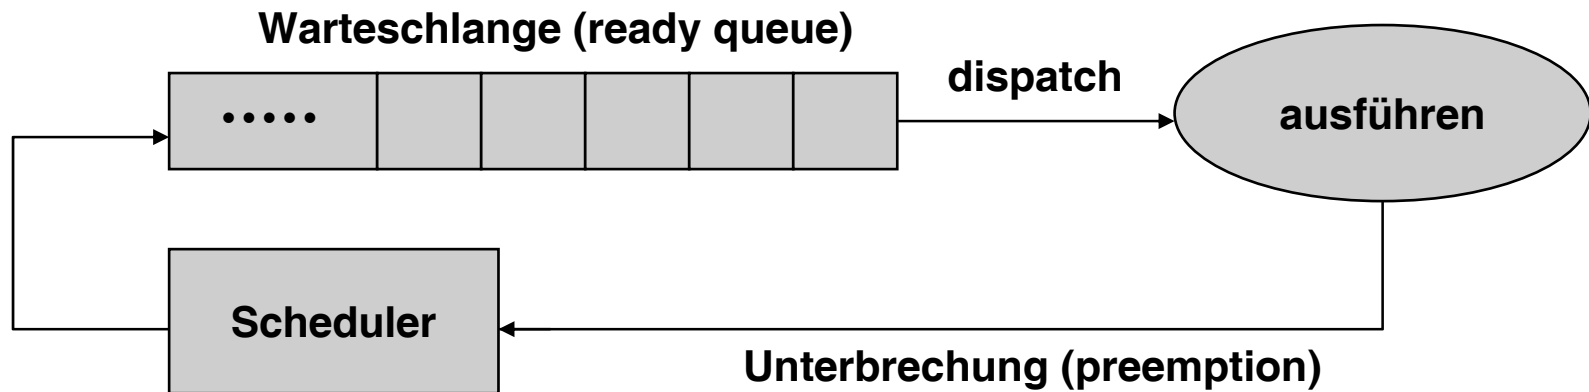 Warteschlange (ready queue)
dispatch
•••••
ausführen
Scheduler
Unterbrechung (preemption)